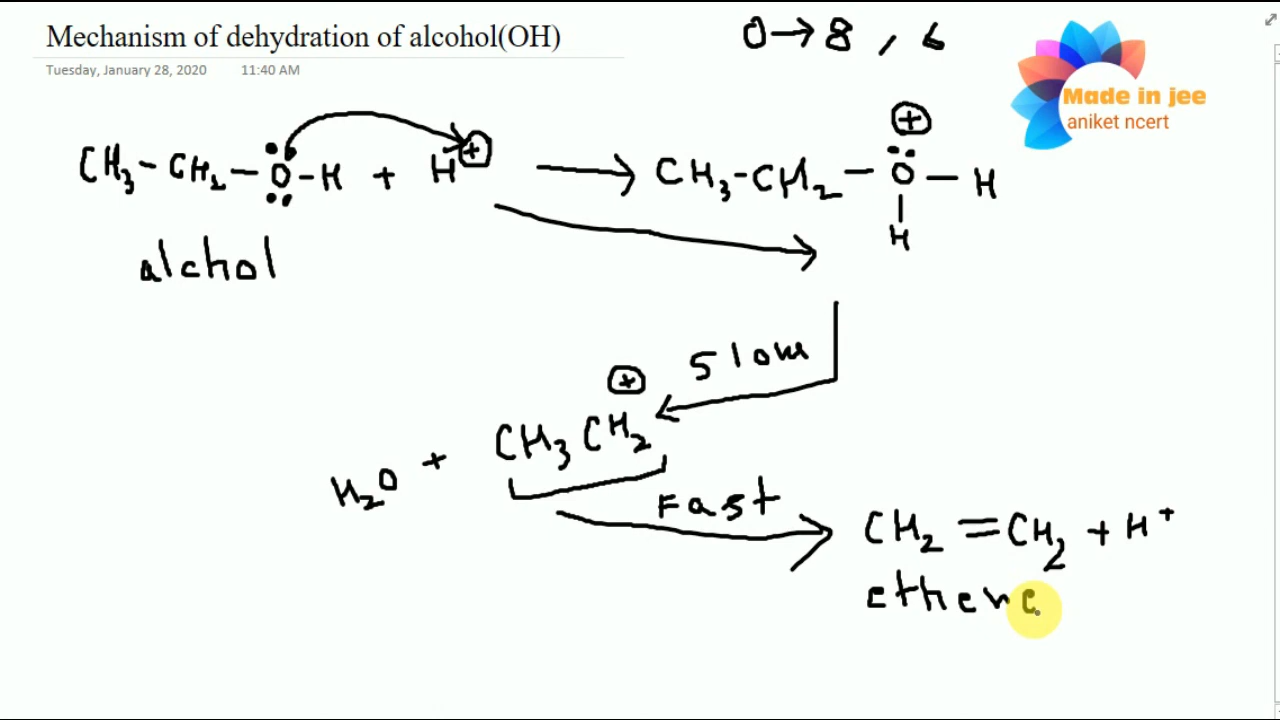 Mechanism of dehydration of alcohol(OH)
Tuesday, January 28, 2020 11:40 AM
O → 8 , 6
Made in jee
aniket ncert
CH₃-CH₂-O-H + H⊕ → CH₃-CH₂-O-H
⊕
H
alchol
slow
⊕
H₂O + CH₃CH₂
Fast
CH₂=CH₂ + H⁺
ethene